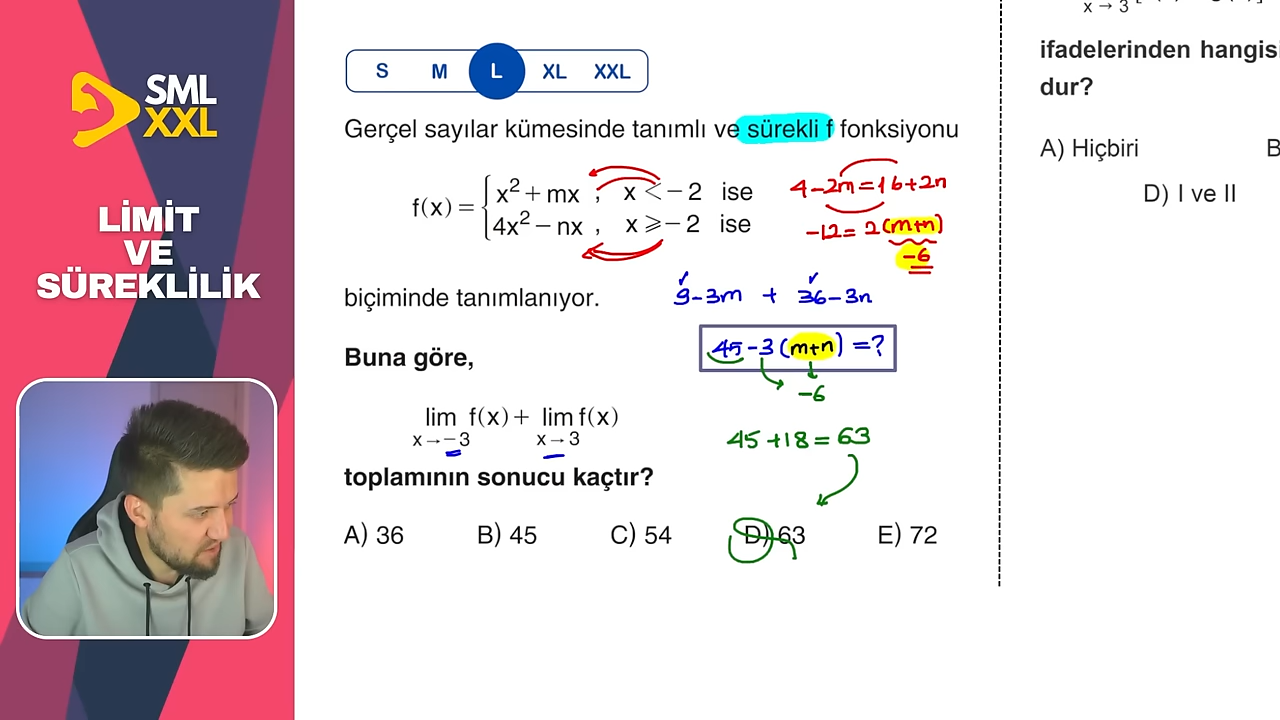 SML
XXL
LİMİT
VE
SÜREKLİLİK
S M L XL XXL
Gerçel sayılar kümesinde tanımlı ve sürekli f fonksiyonu
f(x) = { x² + mx , x < -2 ise
4x² - nx , x ⩾ -2 ise
4-2m=16+2n
-12=2(m+n)
-6
biçiminde tanımlanıyor.
9-3m + 36-3n
45-3(m+n)=?
-6
Buna göre,
lim f(x) + lim f(x)
x→-3 x→3
45+18=63
toplamının sonucu kaçtır?
A) 36 B) 45 C) 54 D) 63 E) 72
x → 3
ifadelerinden hangisi
dur?
A) Hiçbiri B
D) I ve II